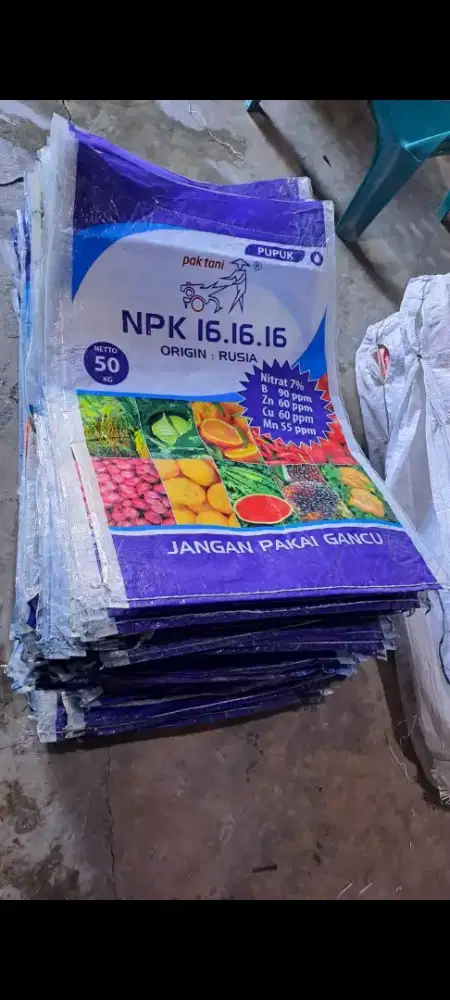 PUPUK
pak tani
®
NPK 16.16.16
ORIGIN : RUSIA
NETTO
50
KG
Nitrat 7%
B 90 ppm
Zn 60 ppm
Cu 60 ppm
Mn 55 ppm
JANGAN PAKAI GANCU